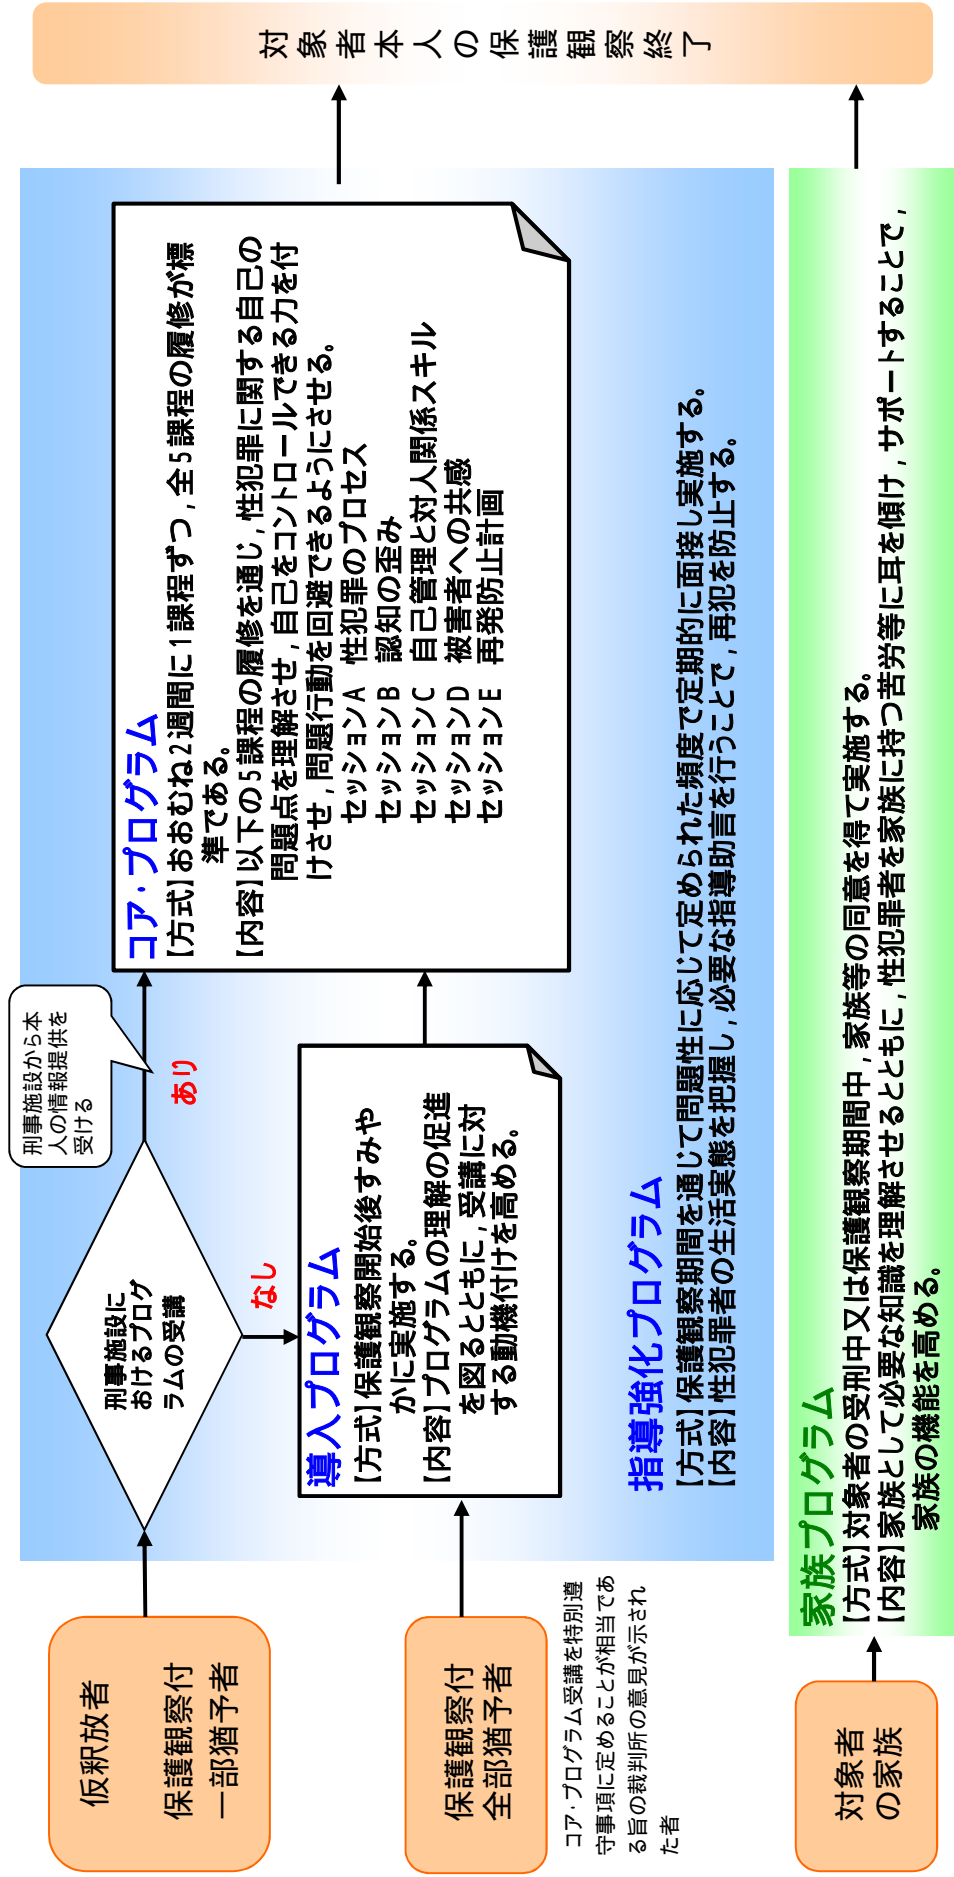 仮釈放者
保護観察付
一部猶予者
刑事施設に
おけるプログ
ラムの受講
刑事施設から本
人の情報提供を
受ける
あり
なし
コア・プログラム
【方式】おおむね2週間に1課程ずつ,全5課程の履修が標
準である。
【内容】以下の5課程の履修を通じ,性犯罪に関する自己の
問題点を理解させ,自己をコントロールできる力を付
けさせ,問題行動を回避できるようにさせる。
セッションA 性犯罪のプロセス
セッションB 認知の歪み
セッションC 自己管理と対人関係スキル
セッションD 被害者への共感
セッションE 再発防止計画
保護観察付
全部猶予者
コア・プログラム受講を特別遵
守事項に定めることが相当であ
る旨の裁判所の意見が示され
た者
導入プログラム
【方式】保護観察開始後すみや
かに実施する。
【内容】プログラムの理解の促進
を図るとともに,受講に対
する動機付けを高める。
指導強化プログラム
【方式】保護観察期間を通じて問題性に応じて定められた頻度で定期的に面接し実施する。
【内容】性犯罪者の生活実態を把握し,必要な指導助言を行うことで,再犯を防止する。
対象者
の家族
家族プログラム
【方式】対象者の受刑中又は保護観察期間中,家族等の同意を得て実施する。
【内容】家族として必要な知識を理解させるとともに,性犯罪者を家族に持つ苦労等に耳を傾け,サポートすることで,
家族の機能を高める。
対象者本人の保護観察終了